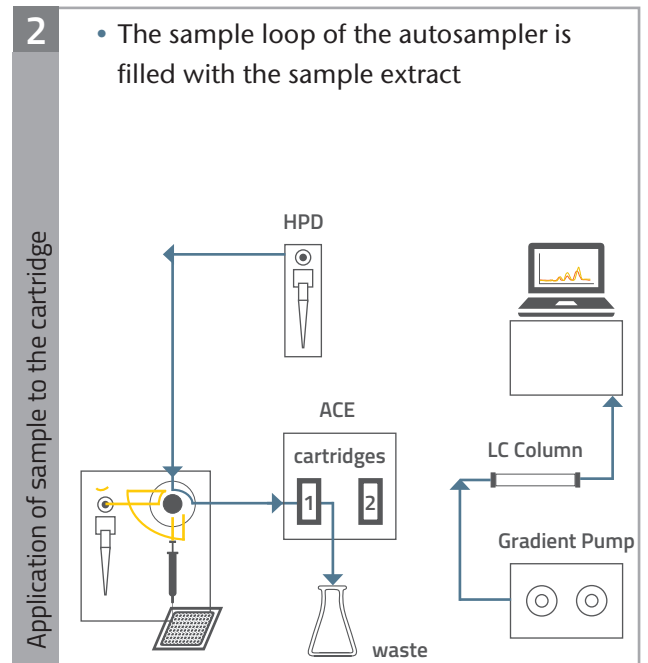 2
Application of sample to the cartridge
• The sample loop of the autosampler is
filled with the sample extract
HPD
ACE
cartridges
1
2
LC Column
Gradient Pump
waste